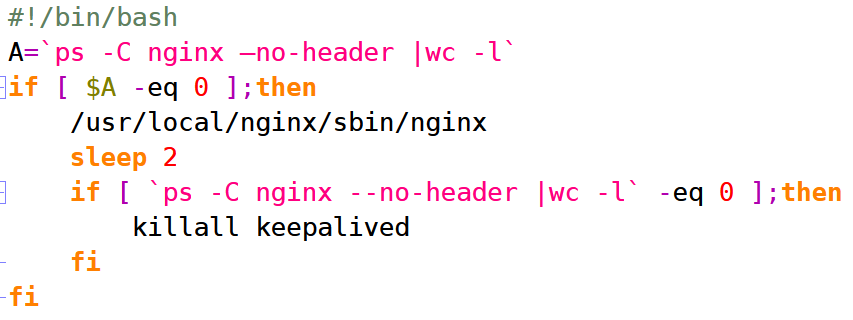 #!/bin/bash
A=`ps -C nginx –no-header |wc -l`
if [ $A -eq 0 ];then
    /usr/local/nginx/sbin/nginx
    sleep 2
    if [ `ps -C nginx --no-header |wc -l` -eq 0 ];then
        killall keepalived
    fi
fi